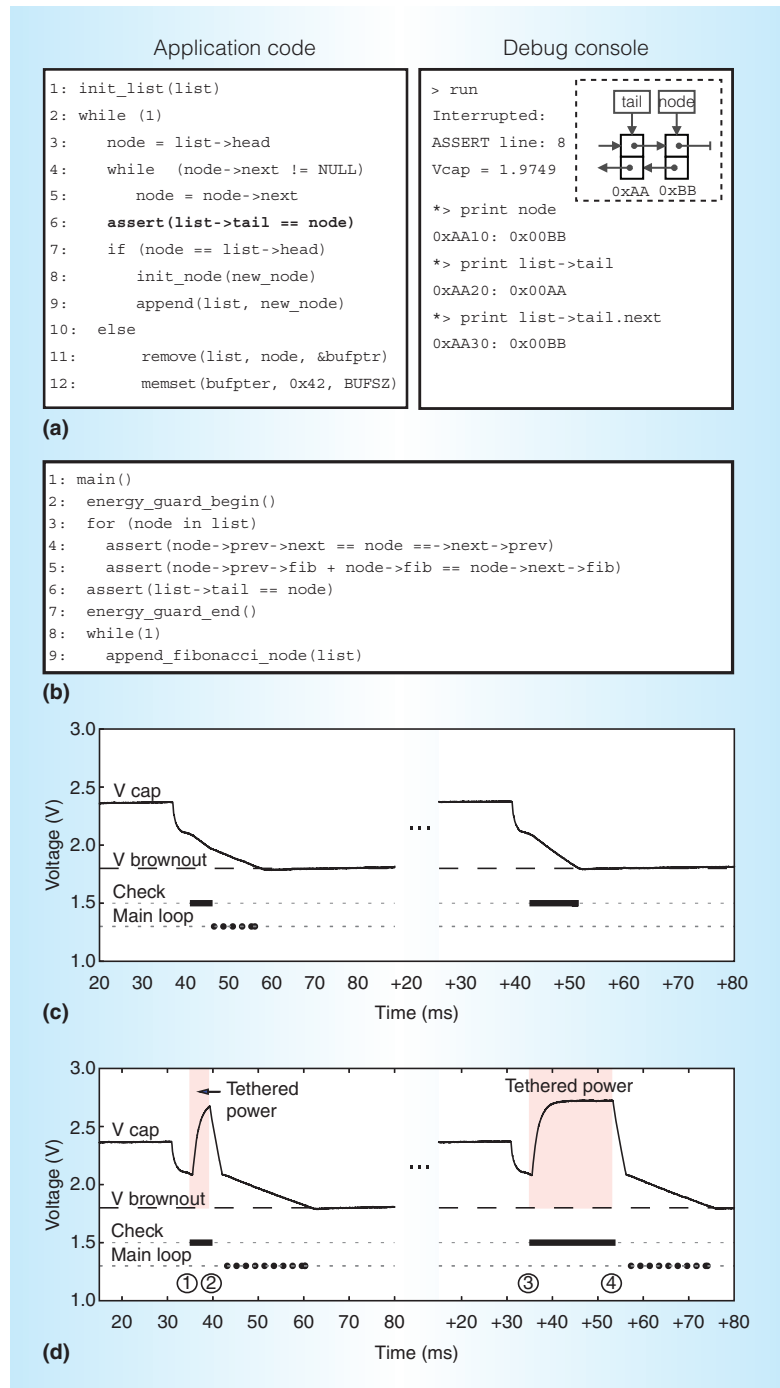 Application code
1: init_list(list)
2: while (1)
3: node = list->head
4: while (node->next != NULL)
5: node = node->next
6: assert(list->tail == node)
7: if (node == list->head)
8: init_node(new_node)
9: append(list, new_node)
10: else
11: remove(list, node, &bufptr)
12: memset(bufpter, 0x42, BUFSZ)
Debug console
> run
Interrupted:
ASSERT line: 8
Vcap = 1.9749
*> print node
0xAA10: 0x00BB
*> print list->tail
0xAA20: 0x00AA
*> print list->tail.next
0xAA30: 0x00BB
tail node
0xAA 0xBB
(a)
1: main()
2: energy_guard_begin()
3: for (node in list)
4: assert(node->prev->next == node ==->next->prev)
5: assert(node->prev->fib + node->fib == node->next->fib)
6: assert(list->tail == node)
7: energy_guard_end()
8: while(1)
9: append_fibonacci_node(list)
(b)
Voltage (V)
3.0
2.5
2.0
1.5
1.0
V cap
V brownout
Check
Main loop
...
20 30 40 50 60 70 80 +20 +30 +40 +50 +60 +70 +80
Time (ms)
(c)
Voltage (V)
3.0
2.5
2.0
1.5
1.0
Tethered
power
Tethered power
V cap
...
V brownout
Check
Main loop
① ② ③ ④
20 30 40 50 60 70 80 +20 +30 +40 +50 +60 +70 +80
Time (ms)
(d)